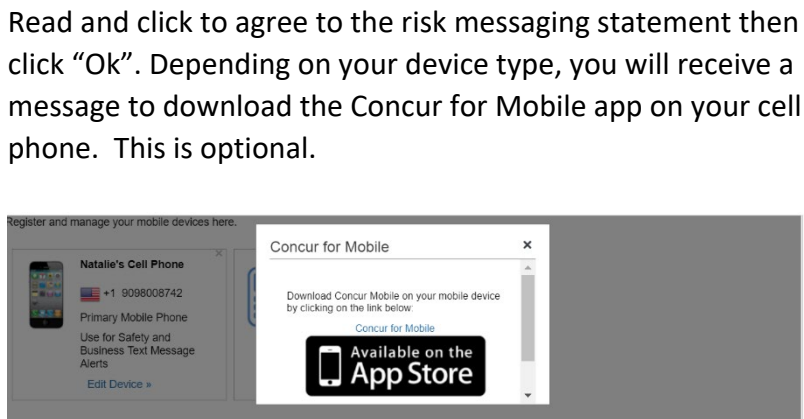 Read and click to agree to the risk messaging statement then
click “Ok”. Depending on your device type, you will receive a
message to download the Concur for Mobile app on your cell
phone.  This is optional.
Register and manage your mobile devices here.
Natalie's Cell Phone
+1 9098008742
Primary Mobile Phone
Use for Safety and
Business Text Message
Alerts
Edit Device »
Concur for Mobile
Download Concur Mobile on your mobile device
by clicking on the link below:
Concur for Mobile
Available on the
App Store